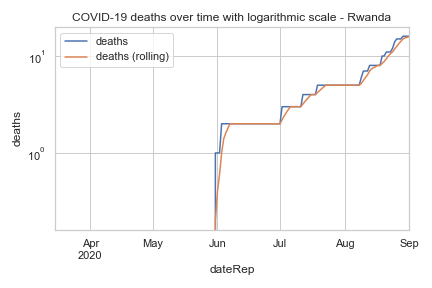 COVID-19 deaths over time with logarithmic scale - Rwanda
deaths
deaths (rolling)
10¹
10⁰
deaths
Apr May Jun Jul Aug Sep
2020
dateRep